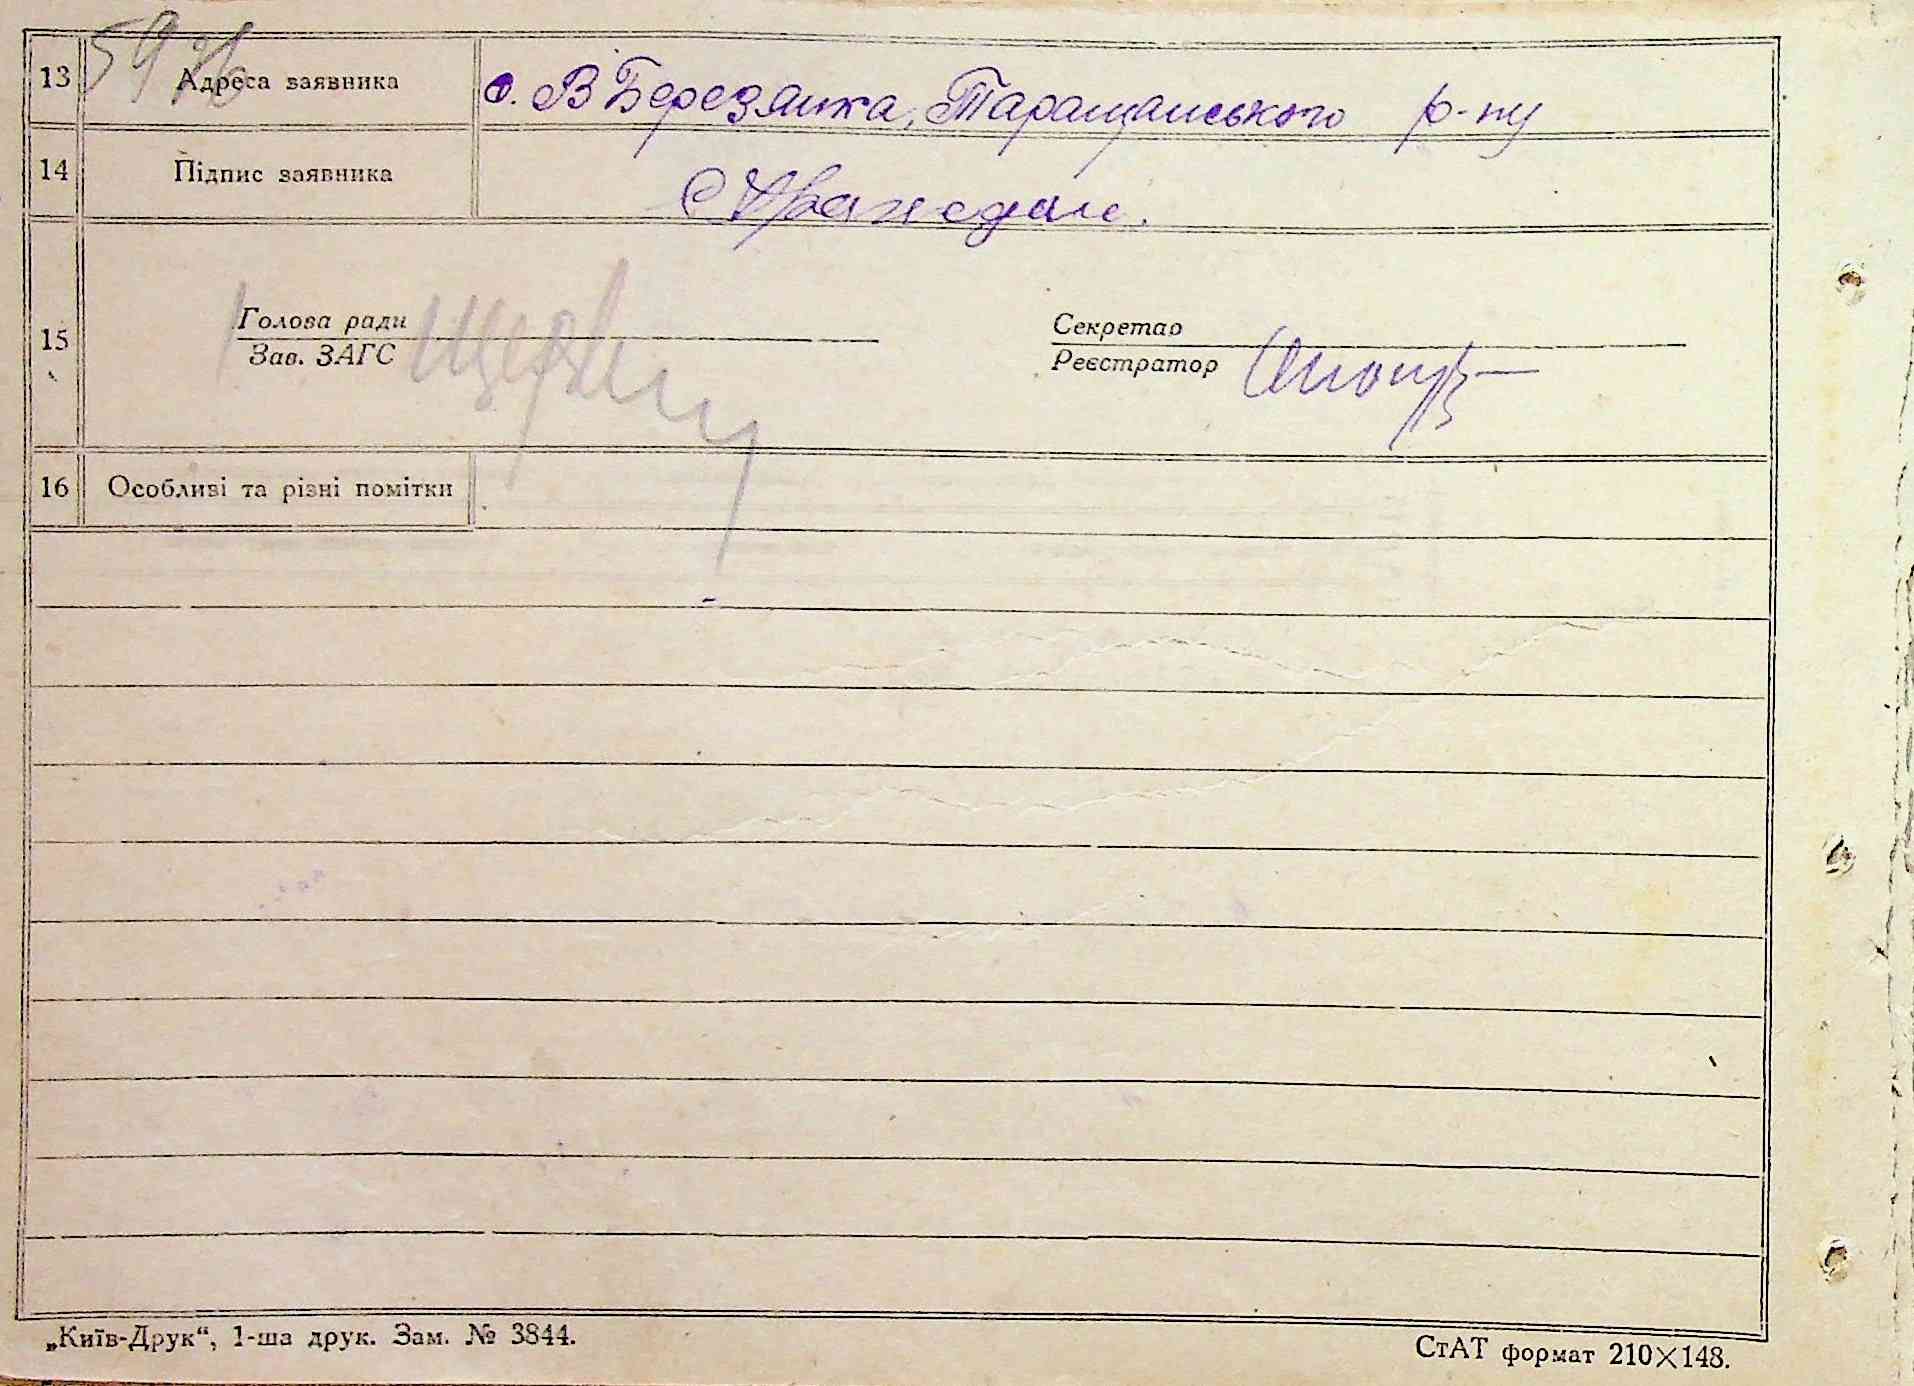 13 Адреса заявника с. В Березянка, Таращанського р-ну
14 Підпис заявника
15 Голова ради Секретар
Зав. ЗАГС Реєстратор
16 Особливі та різні помітки
„Київ-Друк“, 1-ша друк. Зам. № 3844. СтАТ формат 210×148.